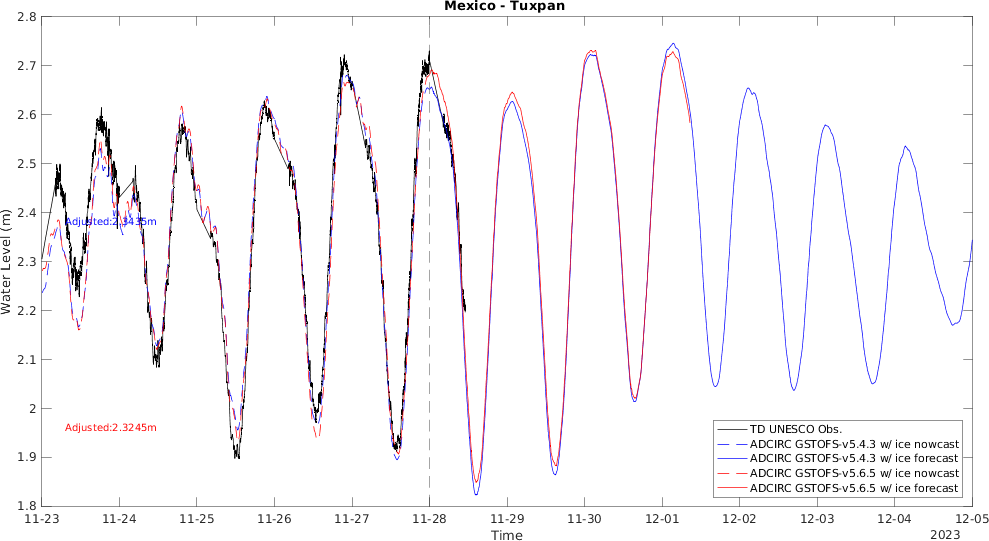 Mexico - Tuxpan
2.8
2.7
2.6
2.5
2.4
2.3
2.2
2.1
2
1.9
1.8
Water Level (m)
Adjusted:2.3435m
Adjusted:2.3245m
TD UNESCO Obs.
ADCIRC GSTOFS-v5.4.3 w/ ice nowcast
ADCIRC GSTOFS-v5.4.3 w/ ice forecast
ADCIRC GSTOFS-v5.6.5 w/ ice nowcast
ADCIRC GSTOFS-v5.6.5 w/ ice forecast
11-23 11-24 11-25 11-26 11-27 11-28 11-29 11-30 12-01 12-02 12-03 12-04 12-05
Time
2023